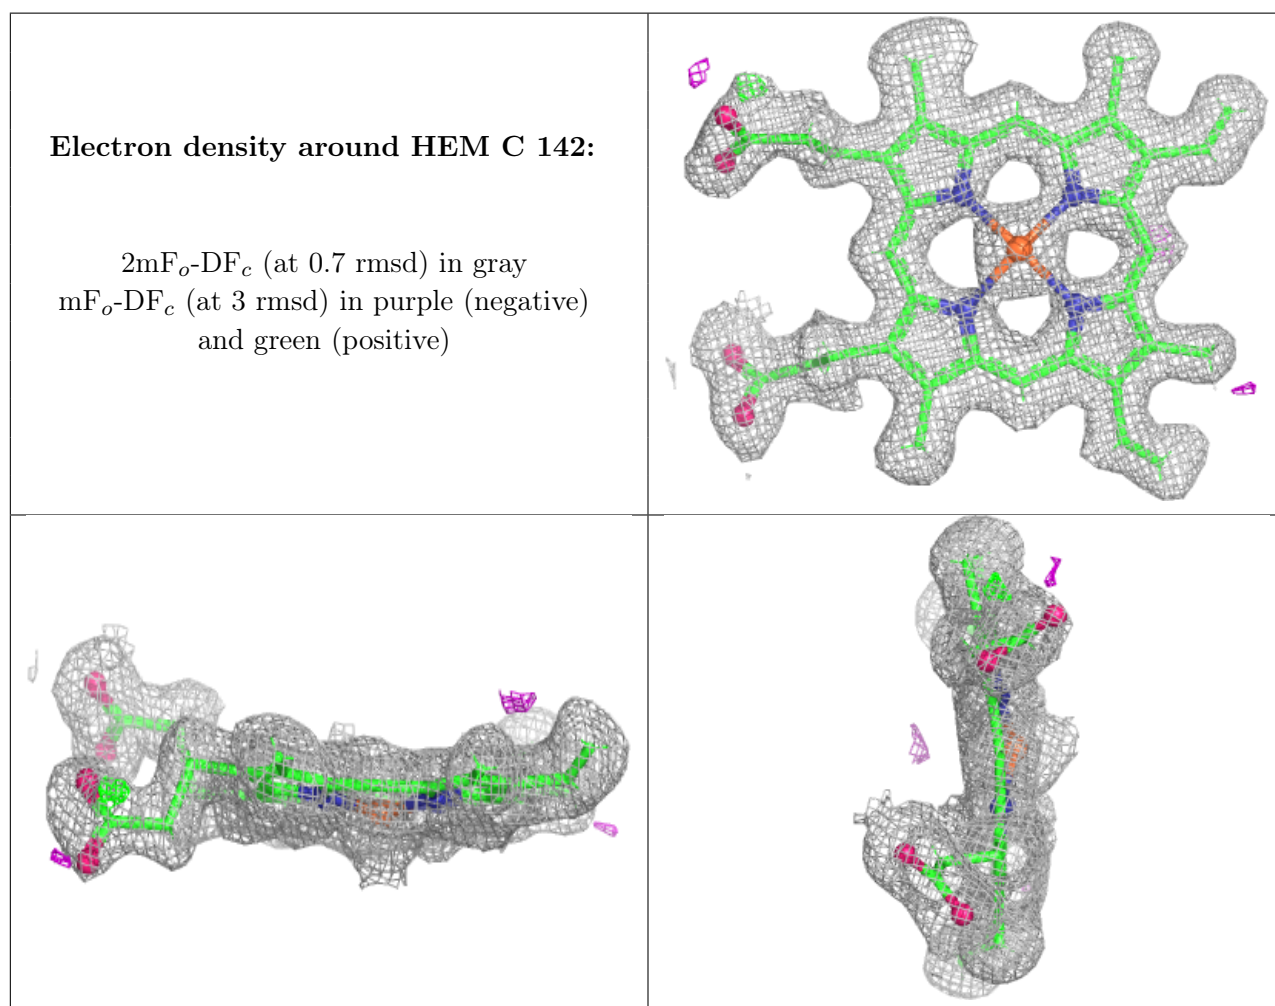 Electron density around HEM C 142:
2mFo-DFc (at 0.7 rmsd) in gray
mFo-DFc (at 3 rmsd) in purple (negative)
and green (positive)